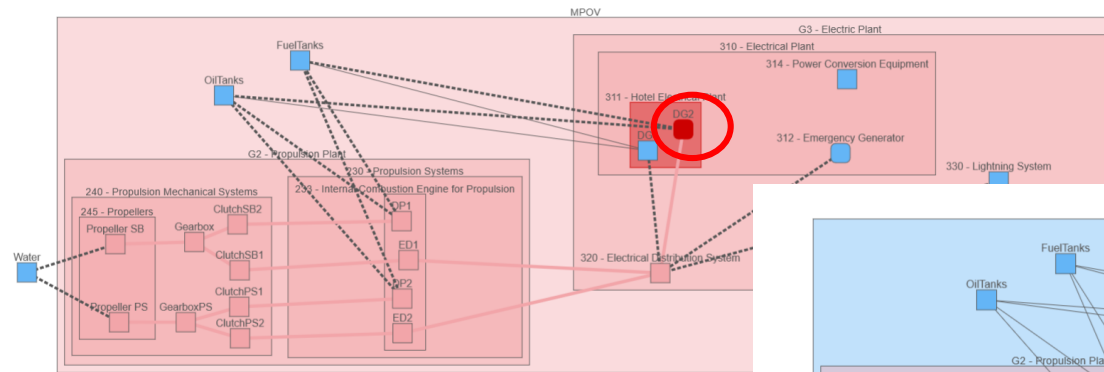 MPOV
G3 - Electric Plant
FuelTanks
310 - Electrical Plant
314 - Power Conversion Equipment
OilTanks
311 - Hotel Electrical Plant
DG2
312 - Emergency Generator
G2 - Propulsion Plant
230 - Propulsion Systems
330 - Lightning System
240 - Propulsion Mechanical Systems
233 - Internal Combustion Engine for Propulsion
245 - Propellers
ClutchSB2
DP1
Propeller SB
Gearbox
ED1
Water
ClutchSB1
320 - Electrical Distribution System
FuelTanks
DP2
OilTanks
ClutchPS1
Propeller PS
GearboxPS
ClutchPS2
ED2
G2 - Propulsion Pla